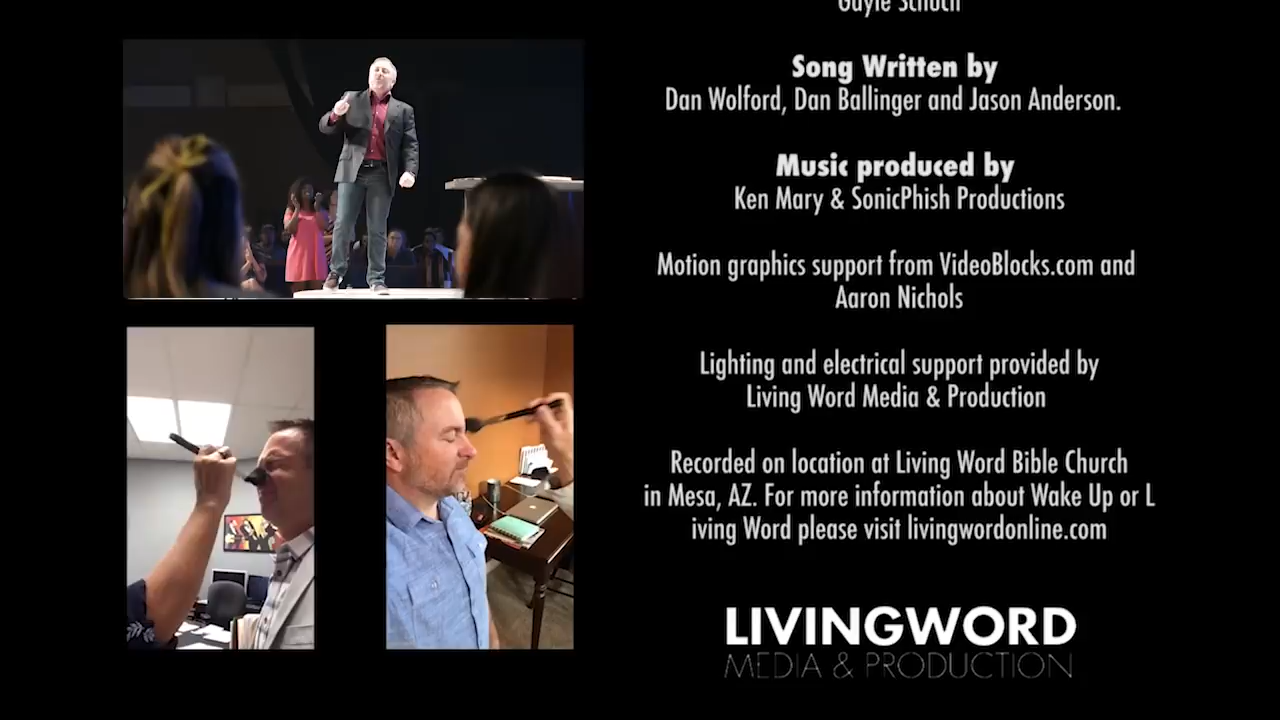 Gayle Schuch
Song Written by
Dan Wolford, Dan Ballinger and Jason Anderson.
Music produced by
Ken Mary & SonicPhish Productions
Motion graphics support from VideoBlocks.com and
Aaron Nichols
Lighting and electrical support provided by
Living Word Media & Production
Recorded on location at Living Word Bible Church
in Mesa, AZ. For more information about Wake Up or L
iving Word please visit livingwordonline.com
LIVINGWORD
MEDIA & PRODUCTION